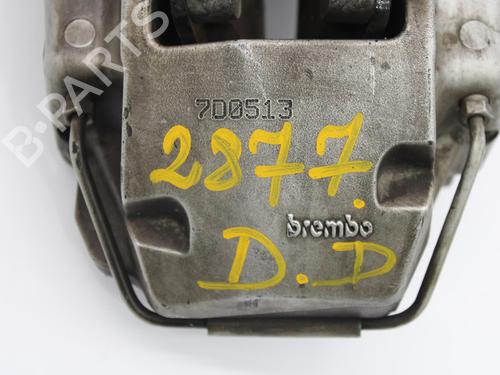 B-PARTS
7D0513
2877.
brembo
D.D